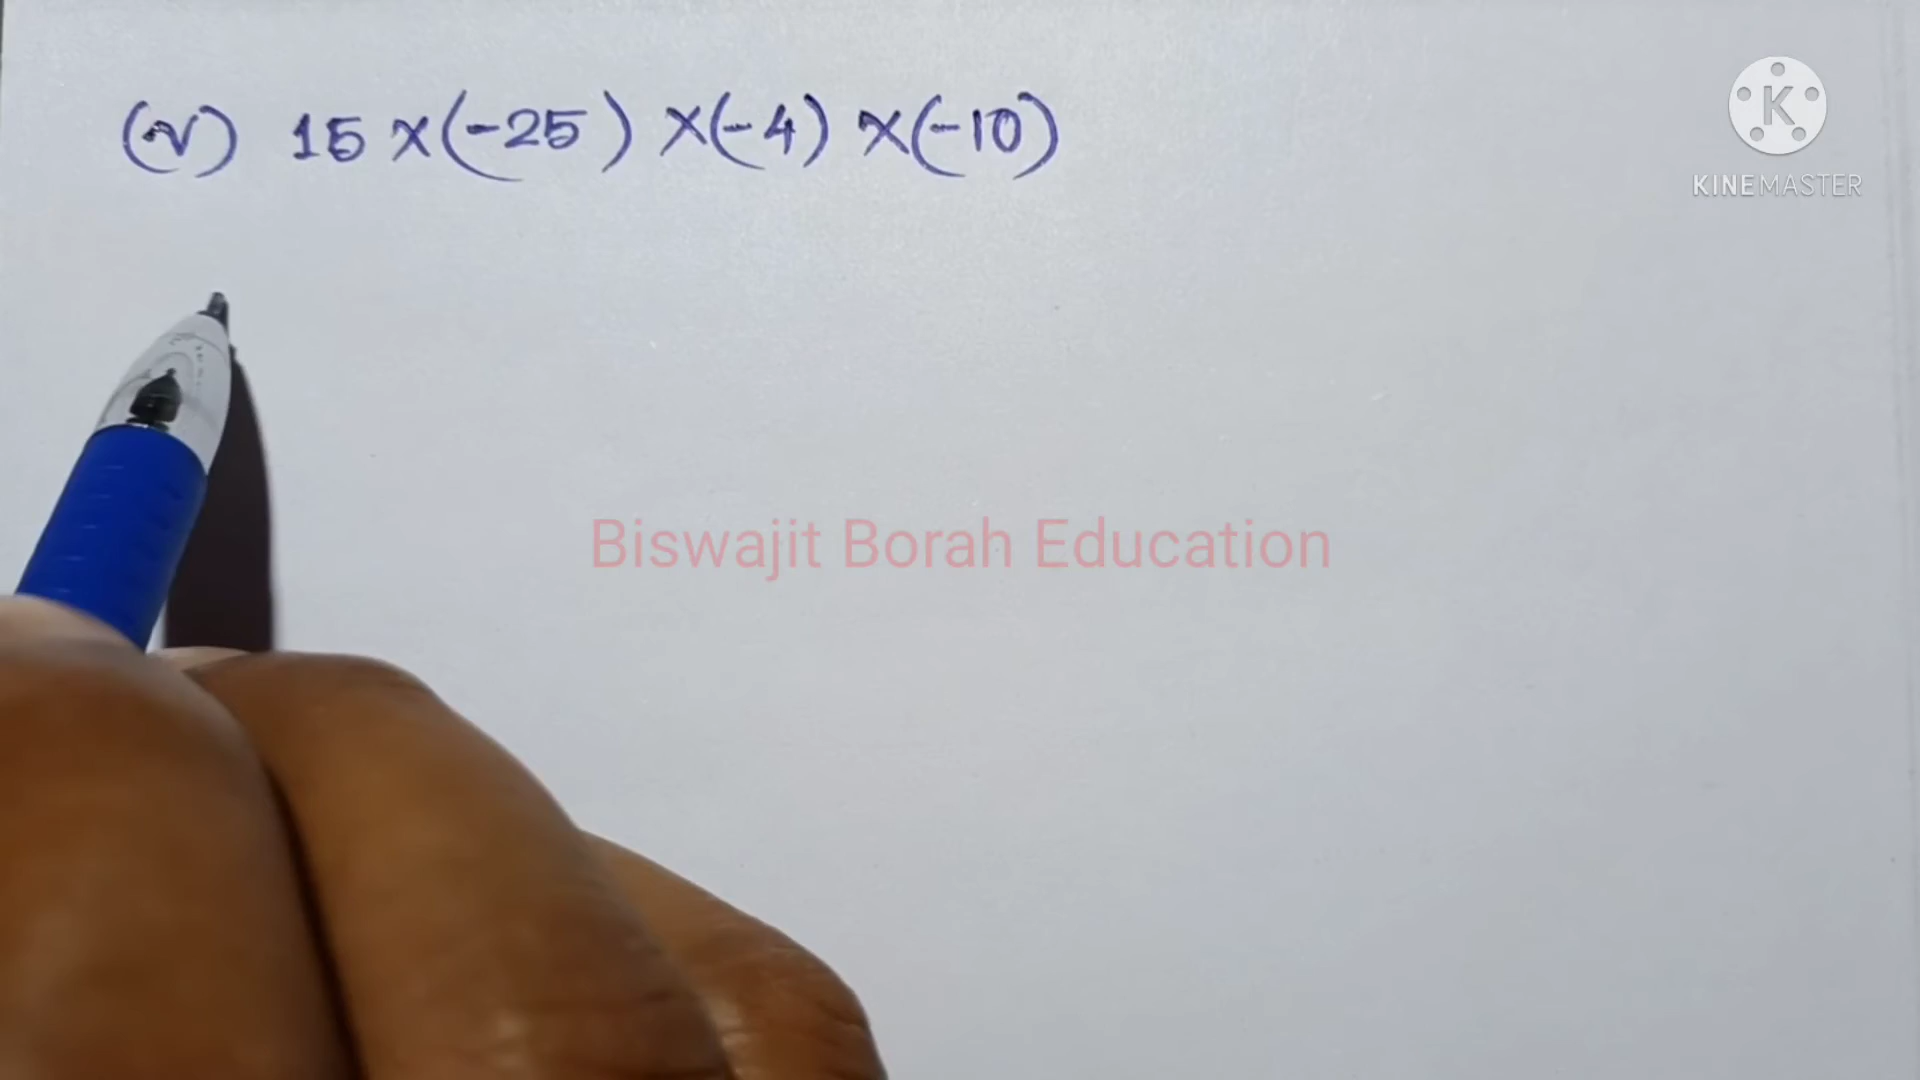 (v) 15 × (-25) × (-4) × (-10)
K
KINEMASTER
Biswajit Borah Education